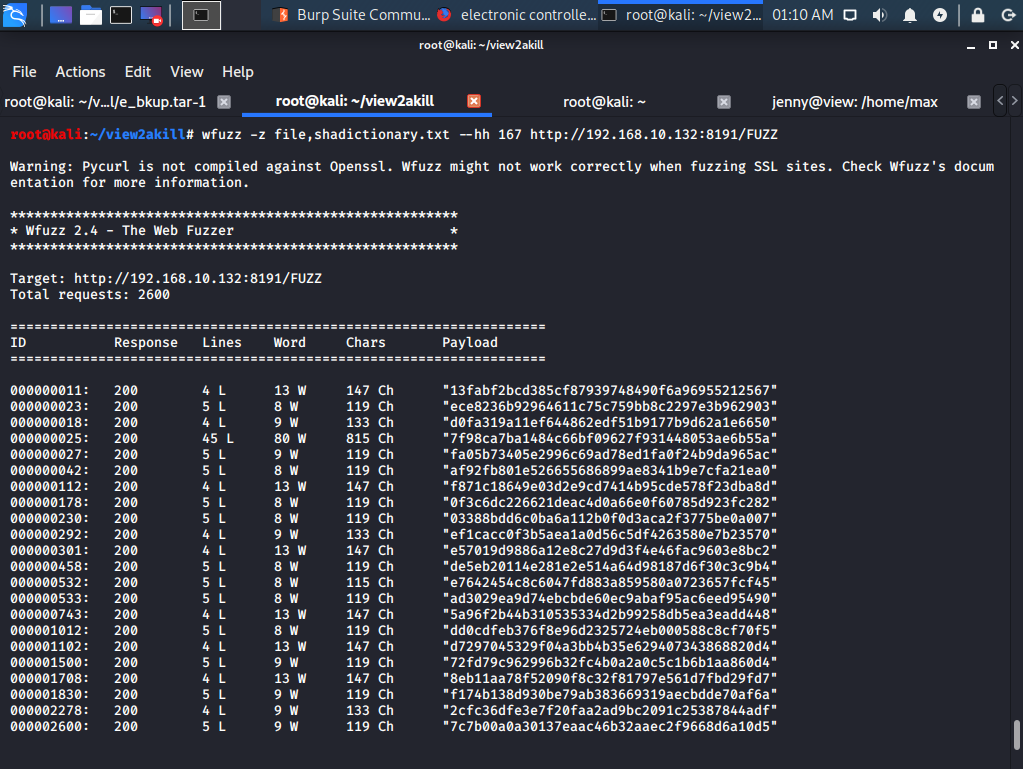 Burp Suite Commu... electronic controlle... root@kali: ~/view2... 01:10 AM
root@kali: ~/view2akill
File Actions Edit View Help
root@kali: ~/v...l/e_bkup.tar-1 root@kali: ~/view2akill root@kali: ~ jenny@view: /home/max
root@kali:~/view2akill# wfuzz -z file,shadictionary.txt --hh 167 http://192.168.10.132:8191/FUZZ
Warning: Pycurl is not compiled against Openssl. Wfuzz might not work correctly when fuzzing SSL sites. Check Wfuzz's docum
entation for more information.
********************************************************
* Wfuzz 2.4 - The Web Fuzzer                           *
********************************************************
Target: http://192.168.10.132:8191/FUZZ
Total requests: 2600
===================================================================
ID Response Lines Word Chars Payload
===================================================================
000000011: 200 4 L 13 W 147 Ch "13fabf2bcd385cf87939748490f6a96955212567"
000000023: 200 5 L 8 W 119 Ch "ece8236b92964611c75c759bb8c2297e3b962903"
000000018: 200 4 L 9 W 133 Ch "d0fa319a11ef644862edf51b9177b9d62a1e6650"
000000025: 200 45 L 80 W 815 Ch "7f98ca7ba1484c66bf09627f931448053ae6b55a"
000000027: 200 5 L 9 W 119 Ch "fa05b73405e2996c69ad78ed1fa0f24b9da965ac"
000000042: 200 5 L 8 W 119 Ch "af92fb801e526655686899ae8341b9e7cfa21ea0"
000000112: 200 4 L 13 W 147 Ch "f871c18649e03d2e9cd7414b95cde578f23dba8d"
000000178: 200 5 L 8 W 119 Ch "0f3c6dc226621deac4d0a66e0f60785d923fc282"
000000230: 200 5 L 8 W 119 Ch "03388bdd6c0ba6a112b0f0d3aca2f3775be0a007"
000000292: 200 4 L 9 W 133 Ch "ef1cacc0f3b5aea1a0d56c5df4263580e7b23570"
000000301: 200 4 L 13 W 147 Ch "e57019d9886a12e8c27d9d3f4e46fac9603e8bc2"
000000458: 200 5 L 8 W 119 Ch "de5eb20114e281e2e514a64d98187d6f30c3c9b4"
000000532: 200 5 L 8 W 115 Ch "e7642454c8c6047fd883a859580a0723657fcf45"
000000533: 200 5 L 8 W 119 Ch "ad3029ea9d74ebcbde60ec9abaf95ac6eed95490"
000000743: 200 4 L 13 W 147 Ch "5a96f2b44b310535334d2b99258db5ea3eadd448"
000001012: 200 5 L 8 W 119 Ch "dd0cdfeb376f8e96d2325724eb000588c8cf70f5"
000001102: 200 4 L 13 W 147 Ch "d7297045329f04a3bb4b35e629407343868820d4"
000001500: 200 5 L 9 W 119 Ch "72fd79c962996b32fc4b0a2a0c5c1b6b1aa860d4"
000001708: 200 4 L 13 W 147 Ch "8eb11aa78f52090f8c32f81797e561d7fbd29fd7"
000001830: 200 5 L 9 W 119 Ch "f174b138d930be79ab383669319aecbdde70af6a"
000002278: 200 4 L 9 W 133 Ch "2cfc36dfe3e7f20faa2ad9bc2091c25387844adf"
000002600: 200 5 L 9 W 119 Ch "7c7b00a0a30137eaac46b32aaec2f9668d6a10d5"